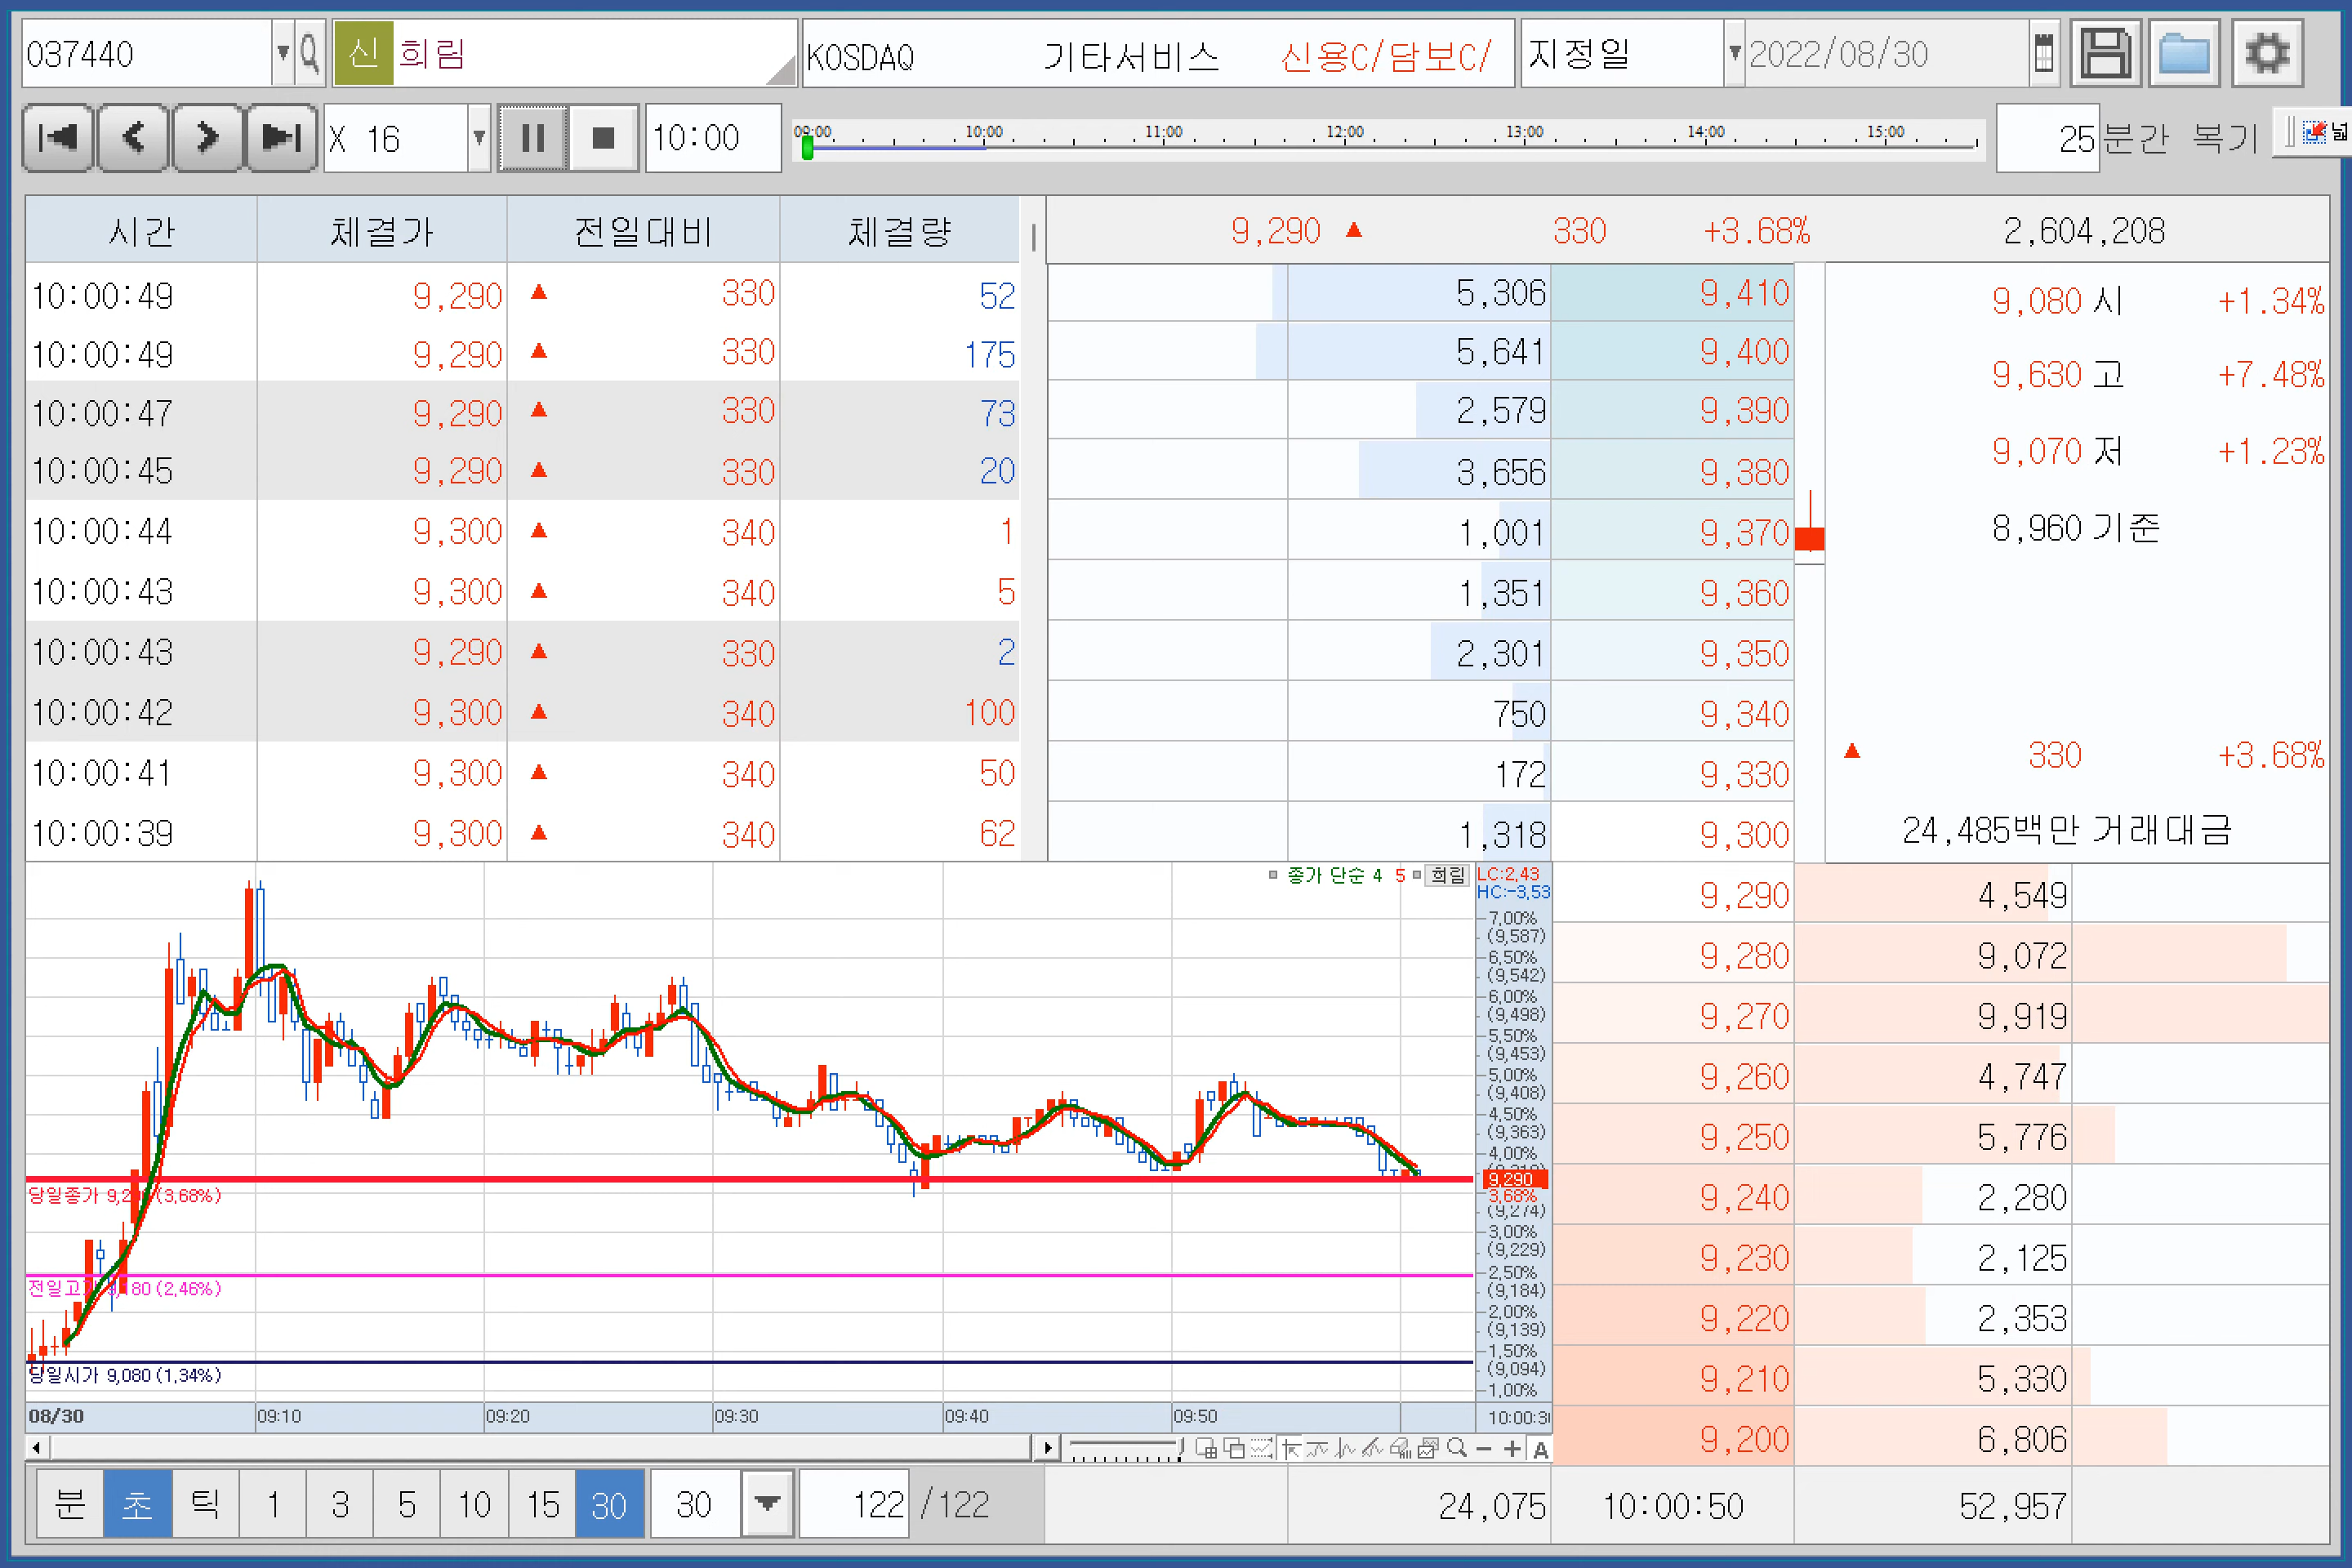 037440 신 희림 KOSDAQ 기타서비스 신용C/담보C/ 지정일 2022/08/30
X 16 10:00 09:00 10:00 11:00 12:00 13:00 14:00 15:00 25 분간 복기
시간 체결가 전일대비 체결량 9,290 ▲ 330 +3.68% 2,604,208
10:00:49 9,290 ▲ 330 52 5,306 9,410 9,080 시 +1.34%
10:00:49 9,290 ▲ 330 175 5,641 9,400 9,630 고 +7.48%
10:00:47 9,290 ▲ 330 73 2,579 9,390
10:00:45 9,290 ▲ 330 20 3,656 9,380 9,070 저 +1.23%
10:00:44 9,300 ▲ 340 1 1,001 9,370 8,960 기준
10:00:43 9,300 ▲ 340 5 1,351 9,360
10:00:43 9,290 ▲ 330 2 2,301 9,350
10:00:42 9,300 ▲ 340 100 750 9,340
10:00:41 9,300 ▲ 340 50 172 9,330 ▲ 330 +3.68%
10:00:39 9,300 ▲ 340 62 1,318 9,300 24,485백만 거래대금
종가 단순 4 5 희림 LC:2,43
HC:-3,53
9,290 4,549
7,00%
(9,587)
9,280 9,072
6,50%
(9,542)
6,00%
(9,498)
9,270 9,919
5,50%
(9,453)
5,00%
(9,408)
9,260 4,747
4,50%
(9,363)
9,250 5,776
4,00%
9,290
3,68%
당일종가 (3,68%)
(9,274)
9,240 2,280
3,00%
(9,229)
9,230 2,125
2,50%
(9,184)
(2,46%)
2,00%
(9,139)
9,220 2,353
1,50%
(9,094)
당일시가 9,080 (1,34%)
9,210 5,330
1,00%
08/30 09:10 09:20 09:30 09:40 09:50
9,200 6,806
A
분 초 틱 1 3 5 10 15 30 30 122 /122 24,075 10:00:50 52,957